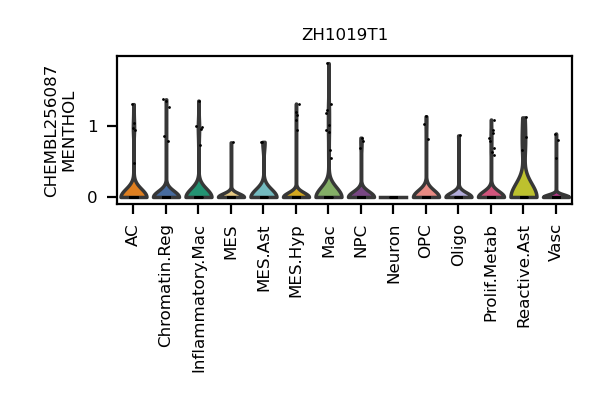 ZH1019T1
CHEMBL256087
MENTHOL
1
0
AC
Chromatin.Reg
Inflammatory.Mac
MES
MES.Ast
MES.Hyp
Mac
NPC
Neuron
OPC
Oligo
Prolif.Metab
Reactive.Ast
Vasc